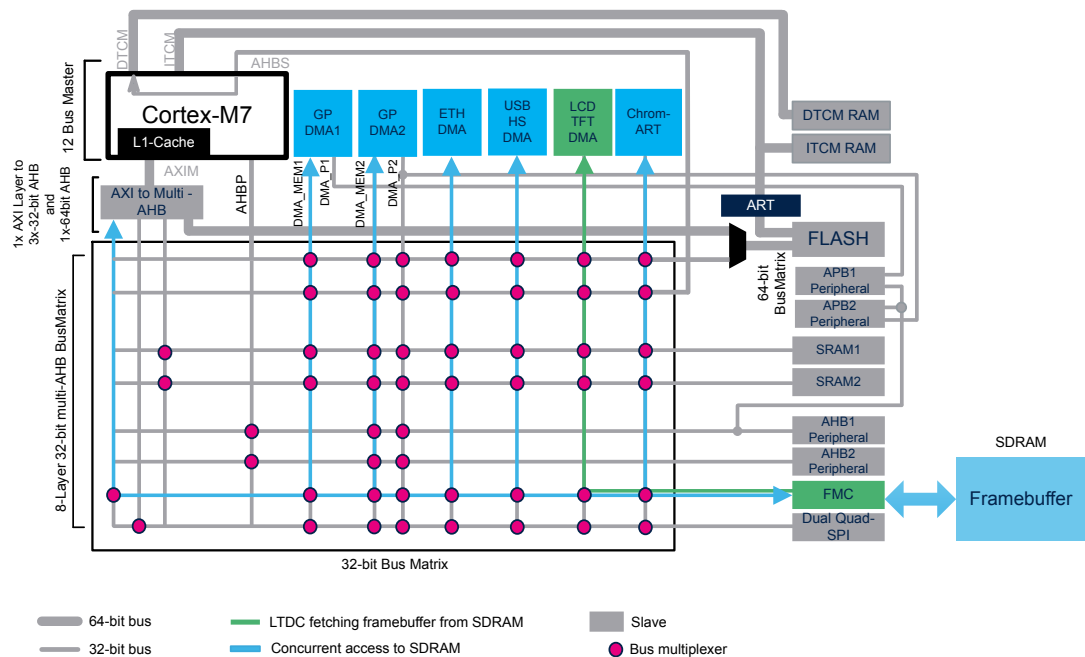 DTCM
ITCM
AHBS
12 Bus Master
Cortex-M7
L1-Cache
GP
DMA1
GP
DMA2
ETH
DMA
USB
HS
DMA
LCD
TFT
DMA
Chrom-
ART
DTCM RAM
ITCM RAM
AXIM
AHBP
DMA_MEM1
DMA_P1
DMA_MEM2
DMA_P2
1x AXI Layer to
3x-32-bit AHB
and
1x-64bit AHB
AXI to Multi -
AHB
ART
FLASH
64-bit
BusMatrix
APB1
Peripheral
APB2
Peripheral
8-Layer 32-bit multi-AHB BusMatrix
SRAM1
SRAM2
AHB1
Peripheral
AHB2
Peripheral
SDRAM
FMC
Framebuffer
Dual Quad-
SPI
32-bit Bus Matrix
64-bit bus
LTDC fetching framebuffer from SDRAM
Slave
32-bit bus
Concurrent access to SDRAM
Bus multiplexer